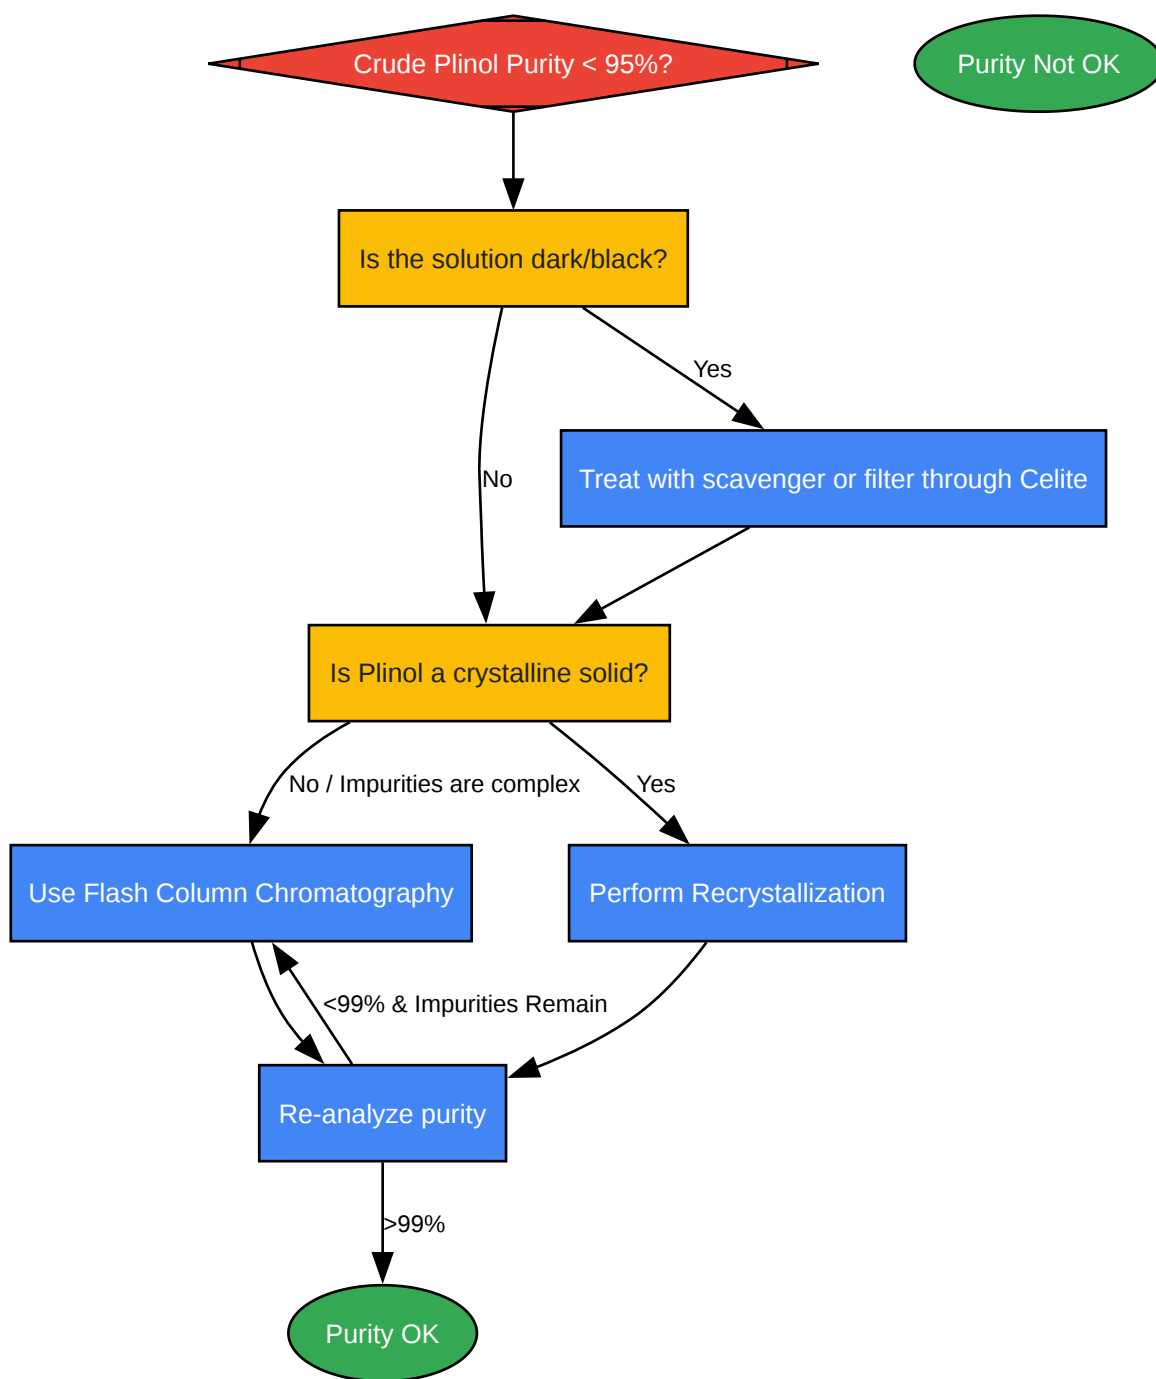 Crude Plinol Purity < 95%?
Purity Not OK
Is the solution dark/black?
Yes
No
Treat with scavenger or filter through Celite
Is Plinol a crystalline solid?
No / Impurities are complex
Yes
Use Flash Column Chromatography
Perform Recrystallization
<99% & Impurities Remain
Re-analyze purity
>99%
Purity OK